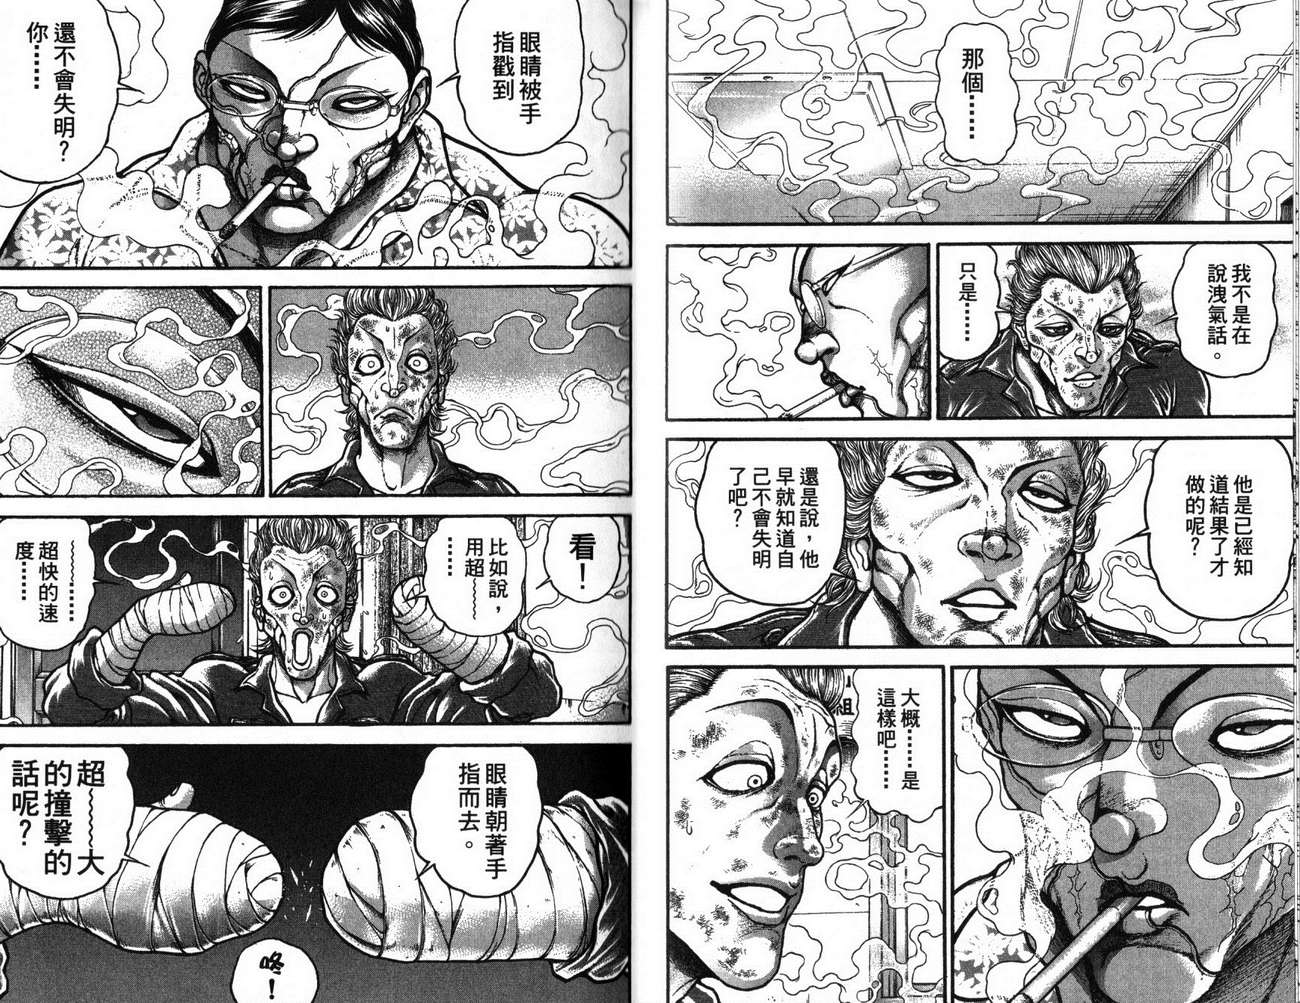 那個⋯⋯
我不是在
說洩氣話。
只是⋯⋯
他是已經知
道結果了才
做的呢?
還是說,他
早就知道自
己不會失明
了吧?
大概⋯⋯是
這樣吧⋯⋯
組
眼睛被手
指戳到
還不會失明?
你⋯⋯
看!
比如說,
用超~~
⋯⋯
超快的速
度⋯⋯
眼睛朝著手
指而去。
超~~大
的撞擊的
話呢?
咚!